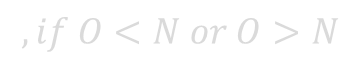 ,if O < N or O > N